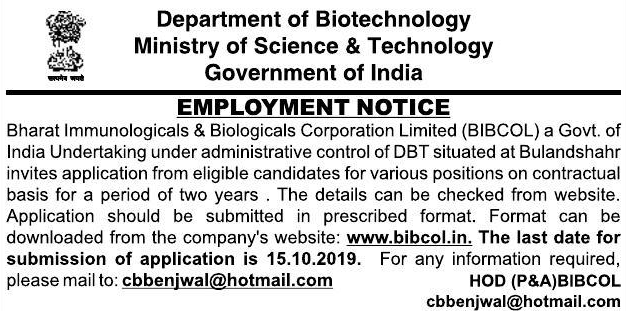 Department of Biotechnology
Ministry of Science & Technology
Government of India
सत्यमेव जयते
EMPLOYMENT NOTICE
Bharat Immunologicals & Biologicals Corporation Limited (BIBCOL) a Govt. of
India Undertaking under administrative control of DBT situated at Bulandshahr
invites application from eligible candidates for various positions on contractual
basis for a period of two years . The details can be checked from website.
Application should be submitted in prescribed format. Format can be
downloaded from the company's website: www.bibcol.in. The last date for
submission of application is 15.10.2019. For any information required,
please mail to: cbbenjwal@hotmail.com HOD (P&A)BIBCOL
cbbenjwal@hotmail.com